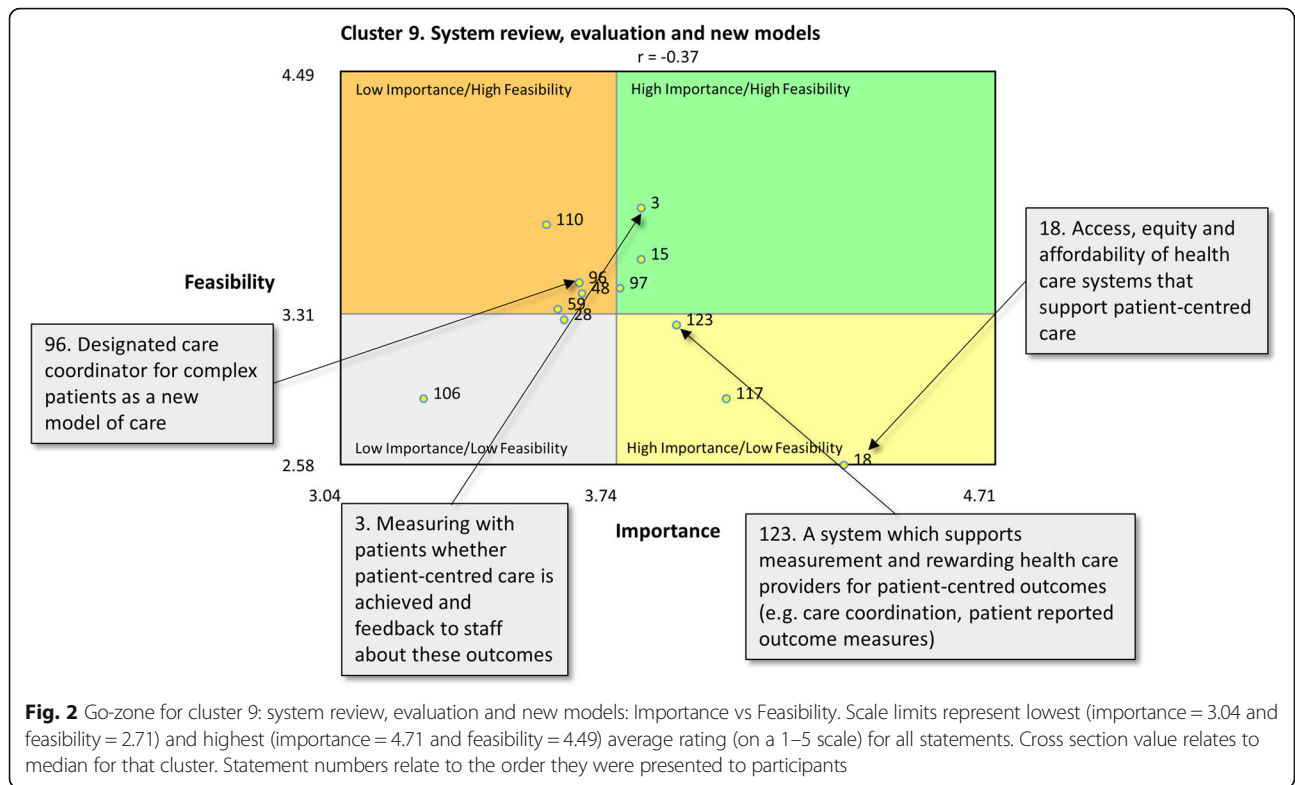 Cluster 9. System review, evaluation and new models
r = -0.37
4.49
Low Importance/High Feasibility
High Importance/High Feasibility
3
110
15
18. Access, equity and
affordability of health
care systems that
support patient-centred
care
Feasibility
96
97
48
59
3.31
28
123
96. Designated care
coordinator for complex
patients as a new
model of care
106
117
Low Importance/Low Feasibility
High Importance/Low Feasibility
18
2.58
3.04
3.74
4.71
Importance
3. Measuring with
patients whether
patient-centred care is
achieved and
feedback to staff
about these outcomes
123. A system which supports
measurement and rewarding health care
providers for patient-centred outcomes
(e.g. care coordination, patient reported
outcome measures)
Fig. 2 Go-zone for cluster 9: system review, evaluation and new models: Importance vs Feasibility. Scale limits represent lowest (importance = 3.04 and
feasibility = 2.71) and highest (importance = 4.71 and feasibility = 4.49) average rating (on a 1–5 scale) for all statements. Cross section value relates to
median for that cluster. Statement numbers relate to the order they were presented to participants